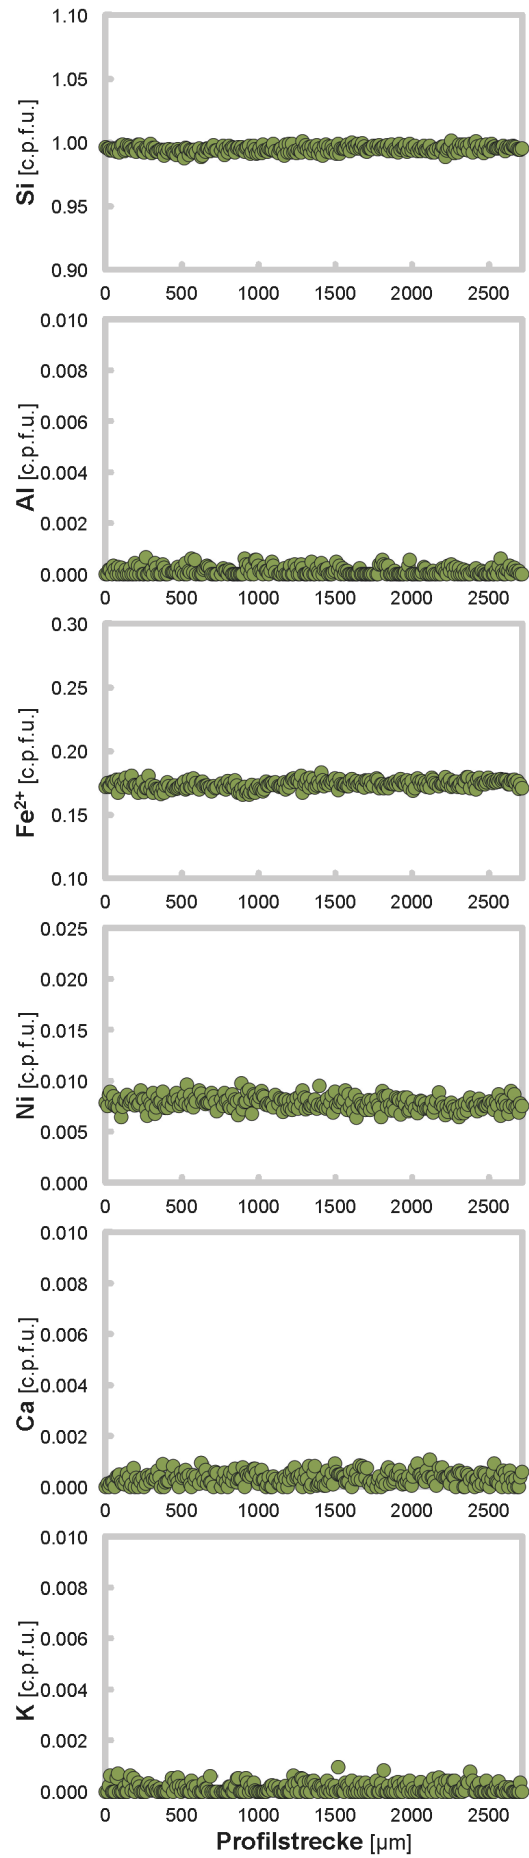 1.10
1.05
1.00
0.95
0.90
Si [c.p.f.u.]
0 500 1000 1500 2000 2500
0.010
0.008
0.006
0.004
0.002
0.000
Al [c.p.f.u.]
0 500 1000 1500 2000 2500
0.30
0.25
0.20
0.15
0.10
Fe²⁺ [c.p.f.u.]
0 500 1000 1500 2000 2500
0.025
0.020
0.015
0.010
0.005
0.000
Ni [c.p.f.u.]
0 500 1000 1500 2000 2500
0.010
0.008
0.006
0.004
0.002
0.000
Ca [c.p.f.u.]
0 500 1000 1500 2000 2500
0.010
0.008
0.006
0.004
0.002
0.000
K [c.p.f.u.]
0 500 1000 1500 2000 2500
Profilstrecke [µm]